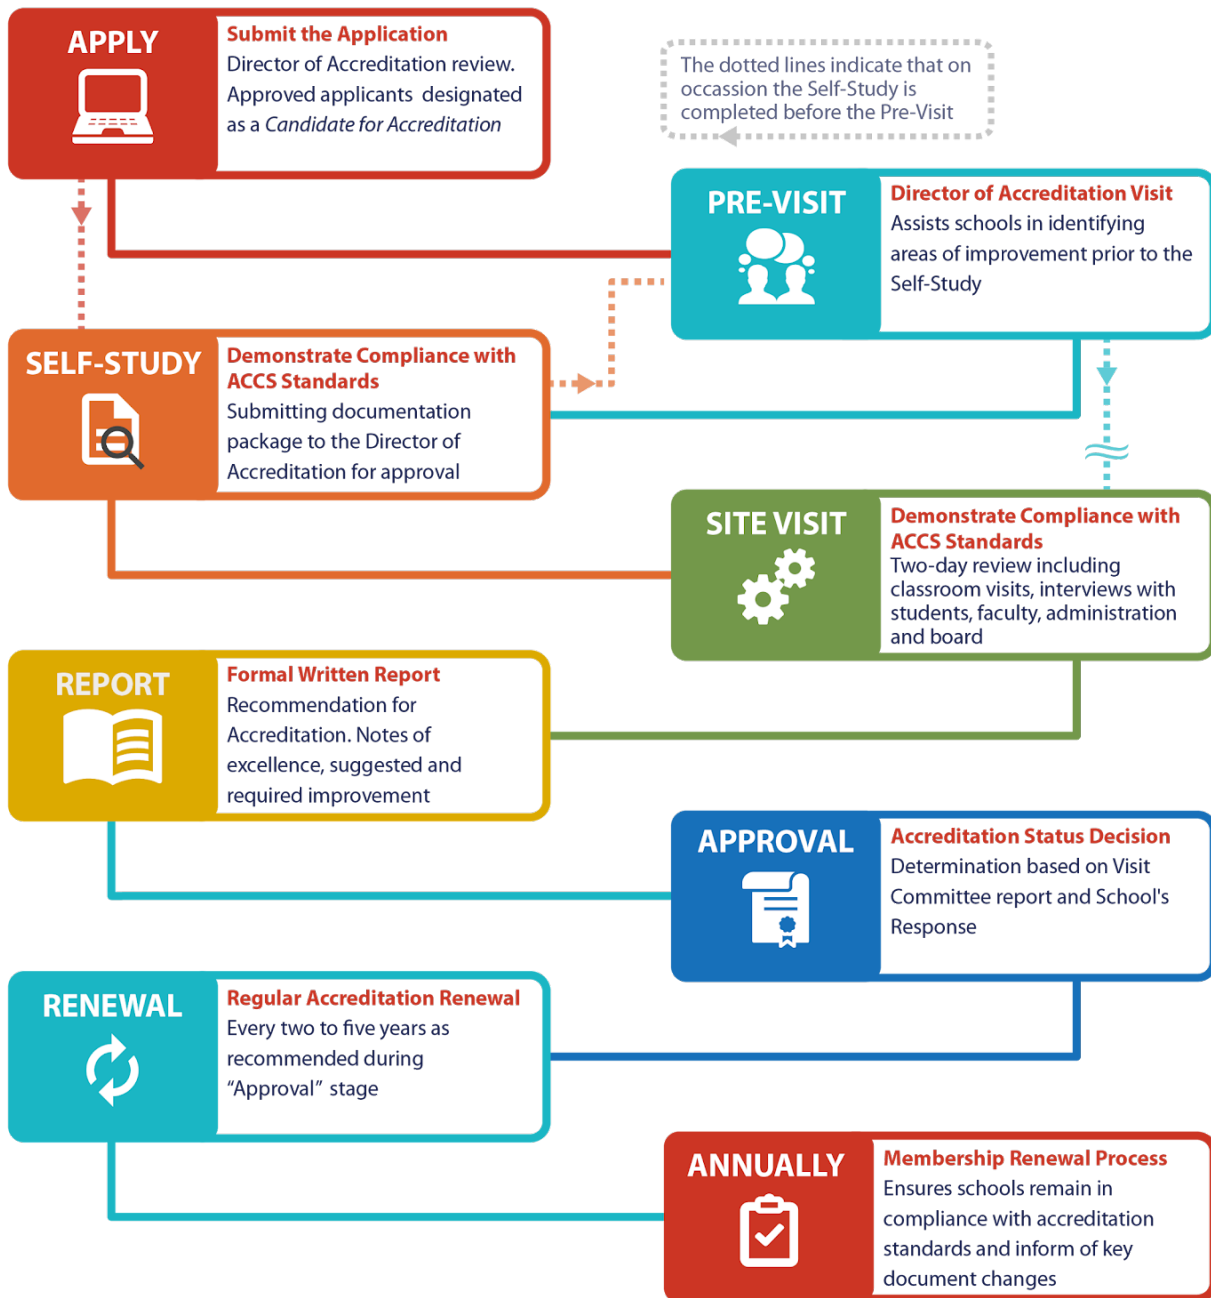 APPLY
Submit the Application
Director of Accreditation review.
Approved applicants designated
as a Candidate for Accreditation
The dotted lines indicate that on
occassion the Self-Study is
completed before the Pre-Visit
PRE-VISIT
Director of Accreditation Visit
Assists schools in identifying
areas of improvement prior to the
Self-Study
SELF-STUDY
Demonstrate Compliance with
ACCS Standards
Submitting documentation
package to the Director of
Accreditation for approval
SITE VISIT
Demonstrate Compliance with
ACCS Standards
Two-day review including
classroom visits, interviews with
students, faculty, administration
and board
REPORT
Formal Written Report
Recommendation for
Accreditation. Notes of
excellence, suggested and
required improvement
APPROVAL
Accreditation Status Decision
Determination based on Visit
Committee report and School's
Response
RENEWAL
Regular Accreditation Renewal
Every two to five years as
recommended during
“Approval” stage
ANNUALLY
Membership Renewal Process
Ensures schools remain in
compliance with accreditation
standards and inform of key
document changes